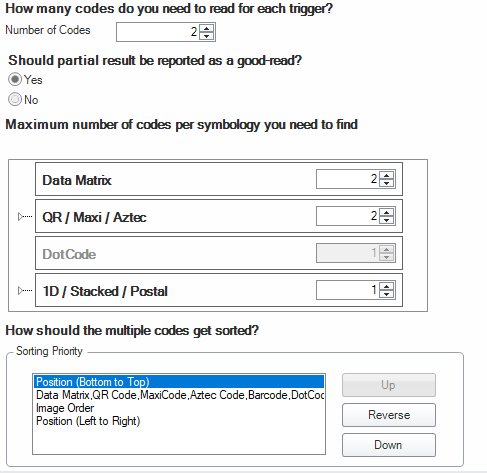 How many codes do you need to read for each trigger?
Number of Codes 2
Should partial result be reported as a good-read?
Yes
No
Maximum number of codes per symbology you need to find
Data Matrix 2
QR / Maxi / Aztec 2
DotCode 1
1D / Stacked / Postal 1
How should the multiple codes get sorted?
Sorting Priority
Position (Bottom to Top) Up
Data Matrix,QR Code,MaxiCode,Aztec Code,Barcode,DotCoc
Image Order Reverse
Position (Left to Right)
Down